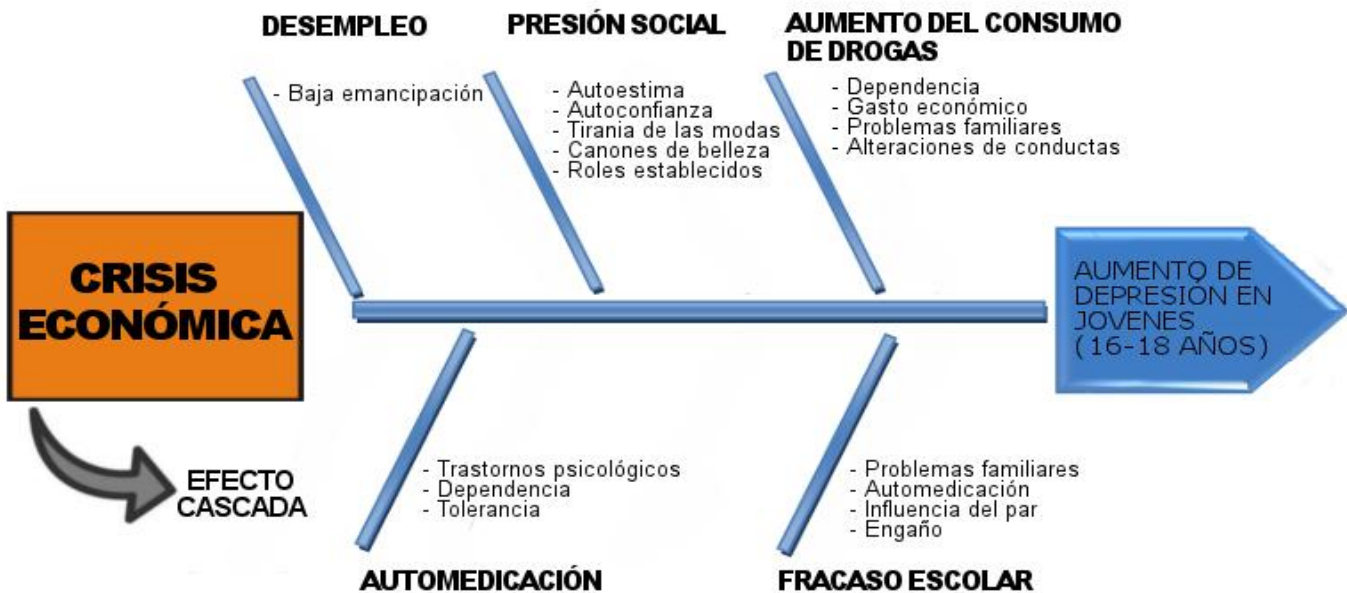 DESEMPLEO
- Baja emancipación
PRESIÓN SOCIAL
- Autoestima
- Autoconfianza
- Tirania de las modas
- Canones de belleza
- Roles establecidos
AUMENTO DEL CONSUMO
DE DROGAS
- Dependencia
- Gasto económico
- Problemas familiares
- Alteraciones de conductas
CRISIS
ECONÓMICA
AUMENTO DE
DEPRESIÓN EN
JOVENES
(16-18 AÑOS)
EFECTO
CASCADA
- Trastornos psicológicos
- Dependencia
- Tolerancia
AUTOMEDICACIÓN
- Problemas familiares
- Automedicación
- Influencia del par
- Engaño
FRACASO ESCOLAR